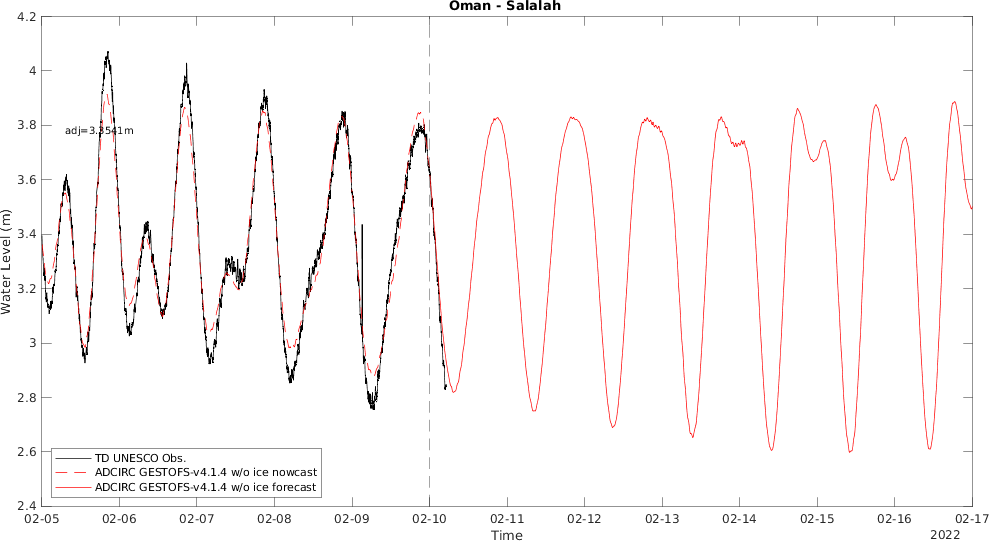 Oman - Salalah
4.2
4
3.8
3.6
3.4
3.2
3
2.8
2.6
2.4
Water Level (m)
adj=3.3541m
TD UNESCO Obs.
ADCIRC GESTOFS-v4.1.4 w/o ice nowcast
ADCIRC GESTOFS-v4.1.4 w/o ice forecast
02-05 02-06 02-07 02-08 02-09 02-10 02-11 02-12 02-13 02-14 02-15 02-16 02-17
Time
2022